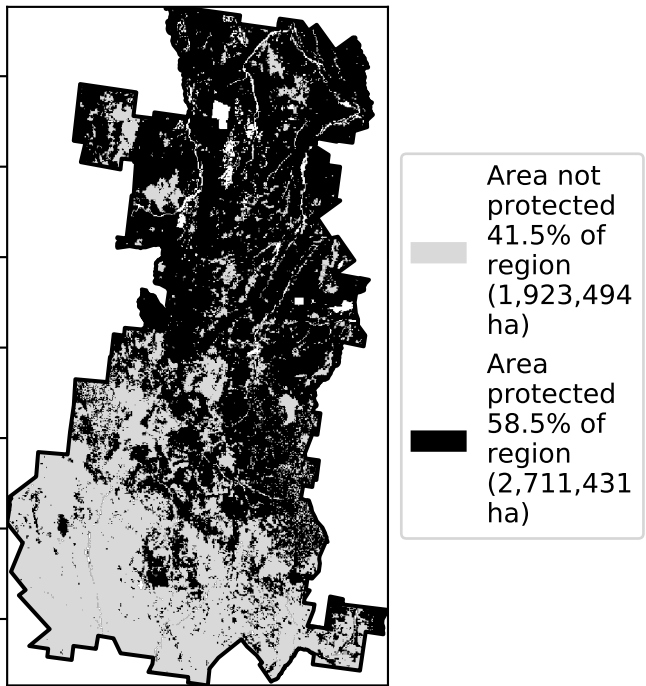 Area not
protected
41.5% of
region
(1,923,494
ha)
Area
protected
58.5% of
region
(2,711,431
ha)